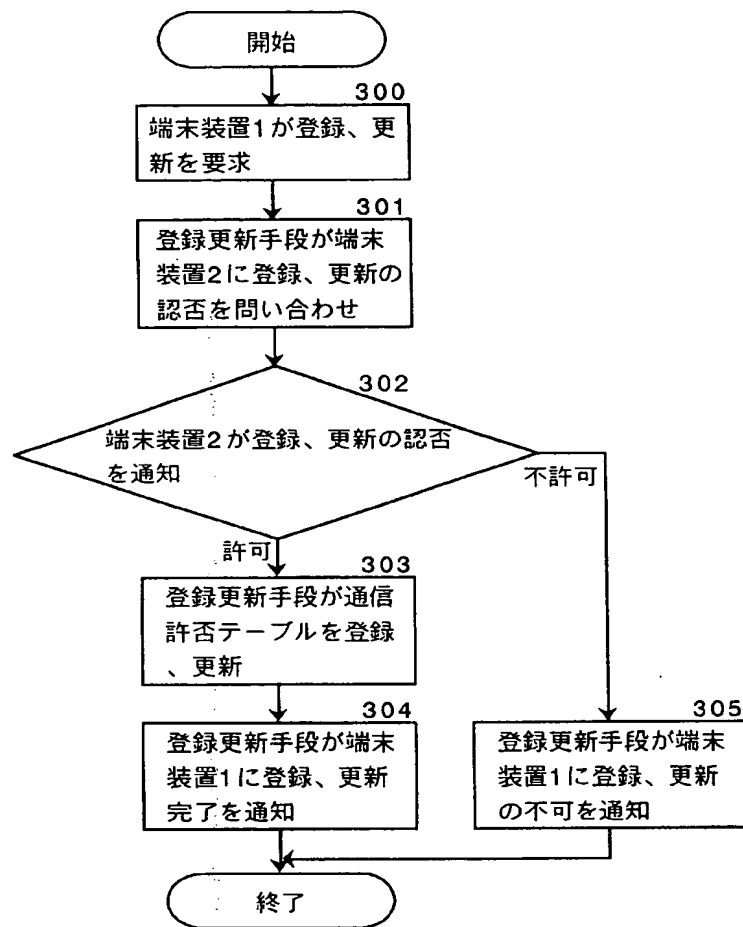 開始
300
端末装置1が登録、更
新を要求
301
登録更新手段が端末
装置2に登録、更新の
認否を問い合わせ
302
端末装置2が登録、更新の認否
を通知
不許可
許可
303
登録更新手段が通信
許否テーブルを登録
、更新
304
登録更新手段が端末
装置1に登録、更新
完了を通知
305
登録更新手段が端末
装置1に登録、更新
の不可を通知
終了